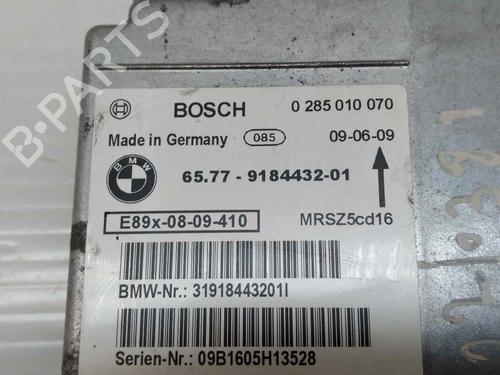 B-PARTS
BOSCH 0 285 010 070
Made in Germany 085 09-06-09
BMW
65.77 - 9184432-01
E89x-08-09-410 MRSZ5cd16
BMW-Nr.: 31918443201I
Serien-Nr.: 09B1605H13528